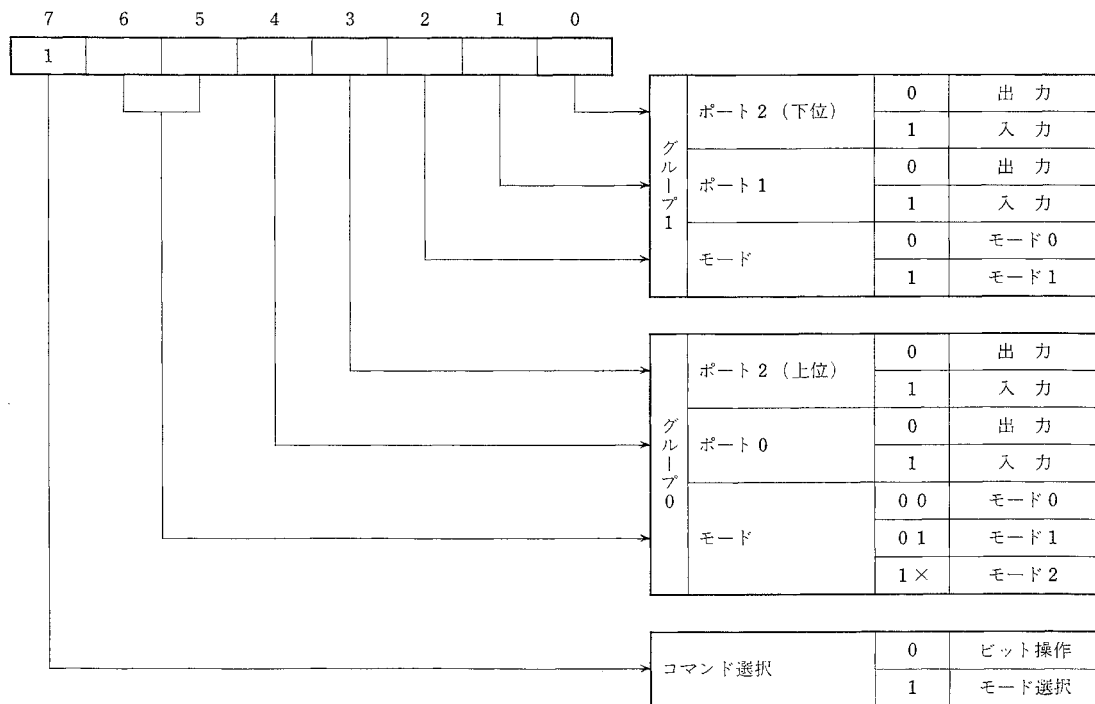 7 6 5 4 3 2 1 0
1
グループ1
ポート2（下位） 0 出 力
1 入 力
ポート1 0 出 力
1 入 力
モード 0 モード0
1 モード1
グループ0
ポート2（上位） 0 出 力
1 入 力
ポート0 0 出 力
1 入 力
モード 0 0 モード0
0 1 モード1
1 × モード2
コマンド選択 0 ビット操作
1 モード選択